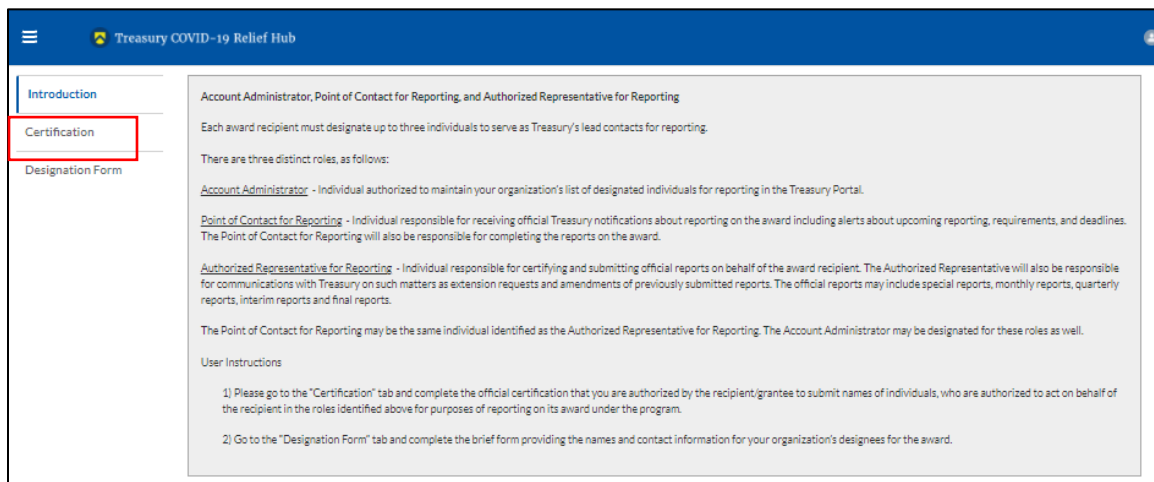 Treasury COVID-19 Relief Hub
Introduction
Certification
Designation Form
Account Administrator, Point of Contact for Reporting, and Authorized Representative for Reporting
Each award recipient must designate up to three individuals to serve as Treasury's lead contacts for reporting.
There are three distinct roles, as follows:
Account Administrator - Individual authorized to maintain your organization's list of designated individuals for reporting in the Treasury Portal.
Point of Contact for Reporting - Individual responsible for receiving official Treasury notifications about reporting on the award including alerts about upcoming reporting, requirements, and deadlines.
The Point of Contact for Reporting will also be responsible for completing the reports on the award.
Authorized Representative for Reporting - Individual responsible for certifying and submitting official reports on behalf of the award recipient. The Authorized Representative will also be responsible
for communications with Treasury on such matters as extension requests and amendments of previously submitted reports. The official reports may include special reports, monthly reports, quarterly
reports, interim reports and final reports.
The Point of Contact for Reporting may be the same individual identified as the Authorized Representative for Reporting. The Account Administrator may be designated for these roles as well.
User Instructions
1) Please go to the "Certification" tab and complete the official certification that you are authorized by the recipient/grantee to submit names of individuals, who are authorized to act on behalf of
the recipient in the roles identified above for purposes of reporting on its award under the program.
2) Go to the "Designation Form" tab and complete the brief form providing the names and contact information for your organization's designees for the award.